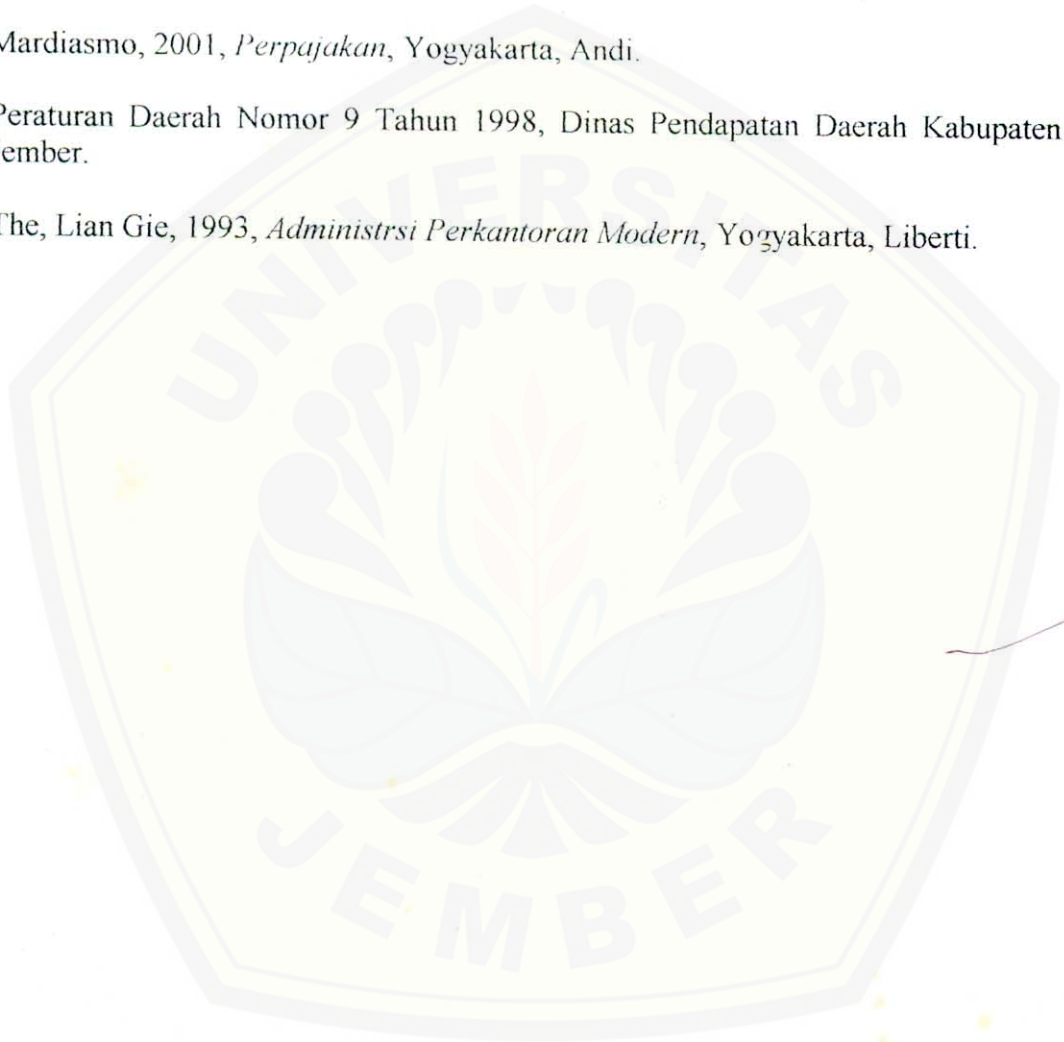 Mardiasmo, 2001, Perpajakan, Yogyakarta, Andi.
Peraturan Daerah Nomor 9 Tahun 1998, Dinas Pendapatan Daerah Kabupaten
Jember.
The, Lian Gie, 1993, Administrsi Perkantoran Modern, Yogyakarta, Liberti.
UNIVERSITAS
JEMBER